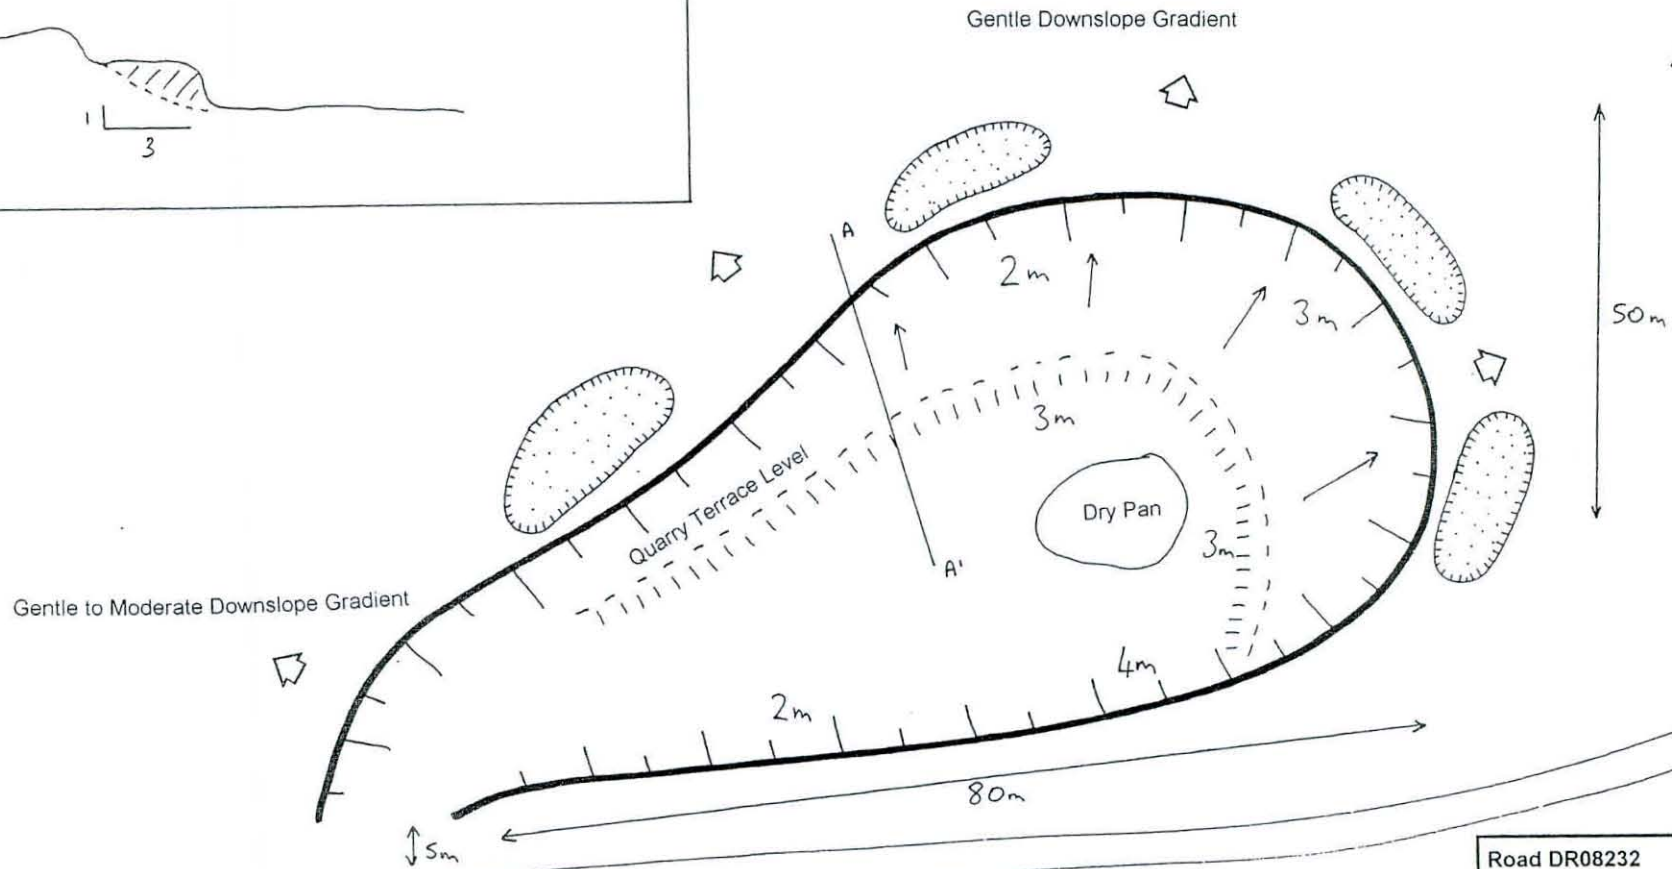 Gentle Downslope Gradient
1
3
A
2m
3m
50m
3m
Quarry Terrace Level
Dry Pan
3m
A'
Gentle to Moderate Downslope Gradient
4m
2m
80m
5m
Road DR08232